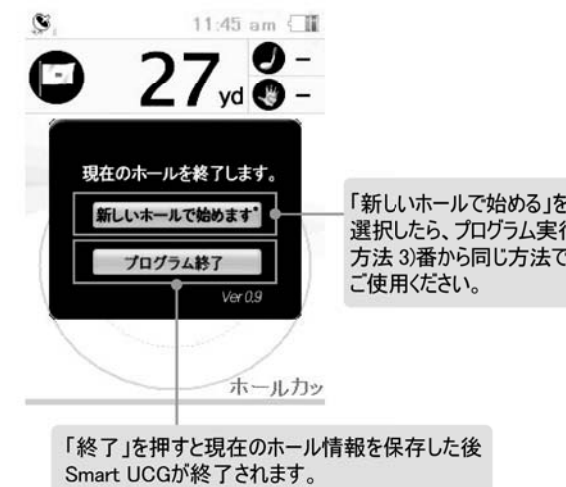 11:45 am
27 yd
-
-
現在のホールを終了します。
新しいホールで始めます
プログラム終了
Ver 0.9
ホールカッ
「新しいホールで始める」を
選択したら、プログラム実行
方法 3)番から同じ方法で
ご使用ください。
「終了」を押すと現在のホール情報を保存した後
Smart UCGが終了されます。